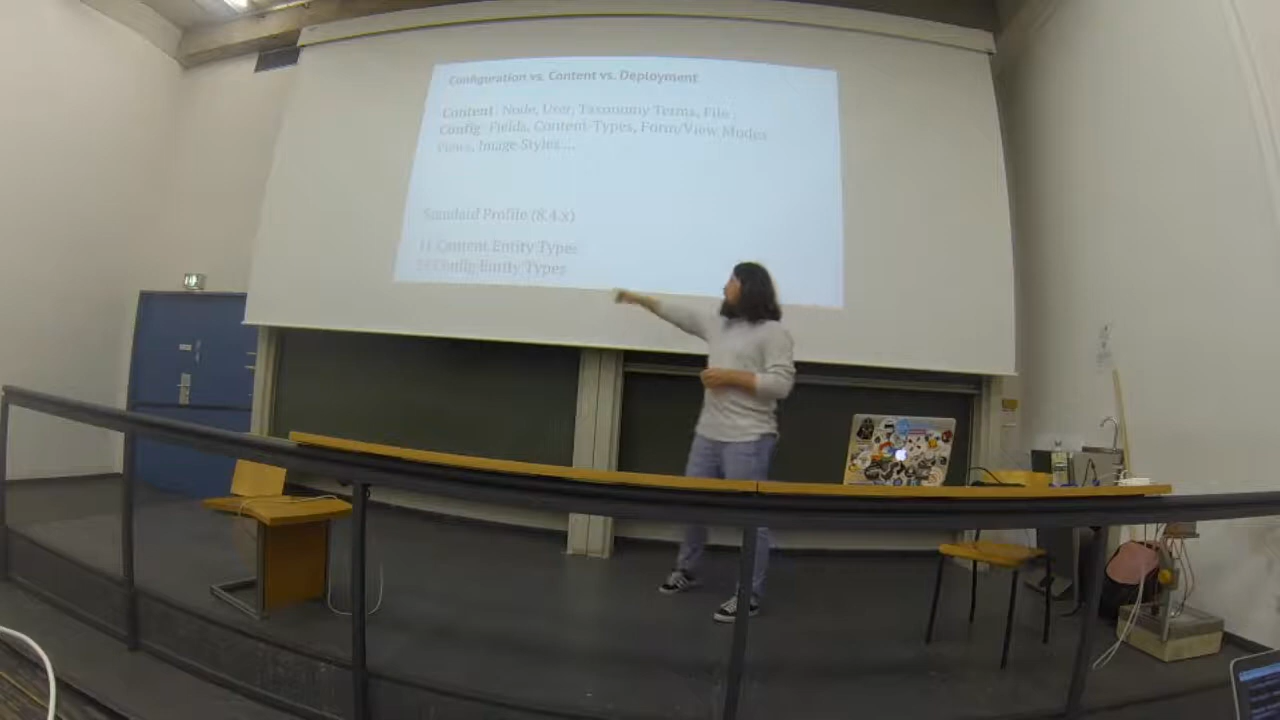 Configuration vs. Content vs. Deployment
Content: Node, User, Taxonomy Terms, File
Config: Fields, Content-Types, Form/View Modes
Views, Image Styles....
Standard Profile (8.4.x)
11 Content Entity Types
Config Entity Types